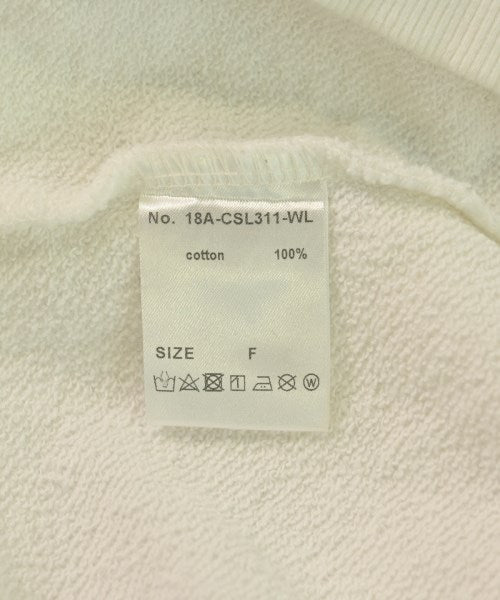 No. 18A-CSL311-WL
cotton 100%
SIZE F
W